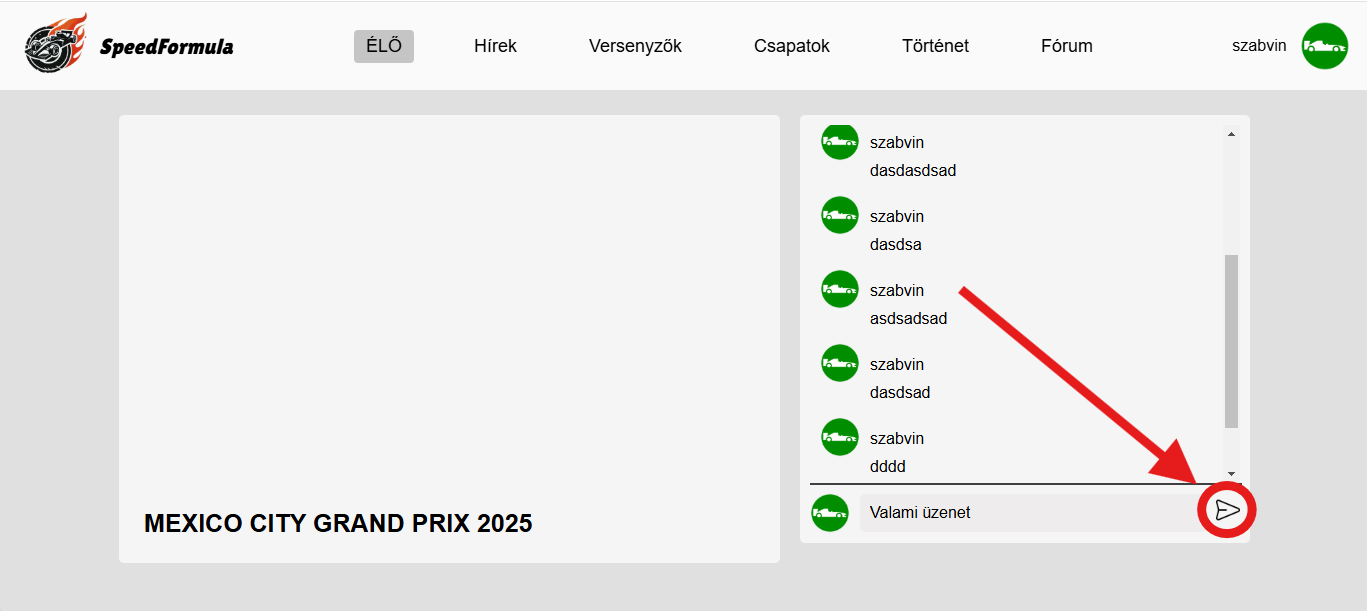 SpeedFormula
ÉLŐ
Hírek
Versenyzők
Csapatok
Történet
Fórum
szabvin
MEXICO CITY GRAND PRIX 2025
szabvin
dasdasdsad
szabvin
dasdsa
szabvin
asdsadsad
szabvin
dasdsad
szabvin
dddd
Valami üzenet